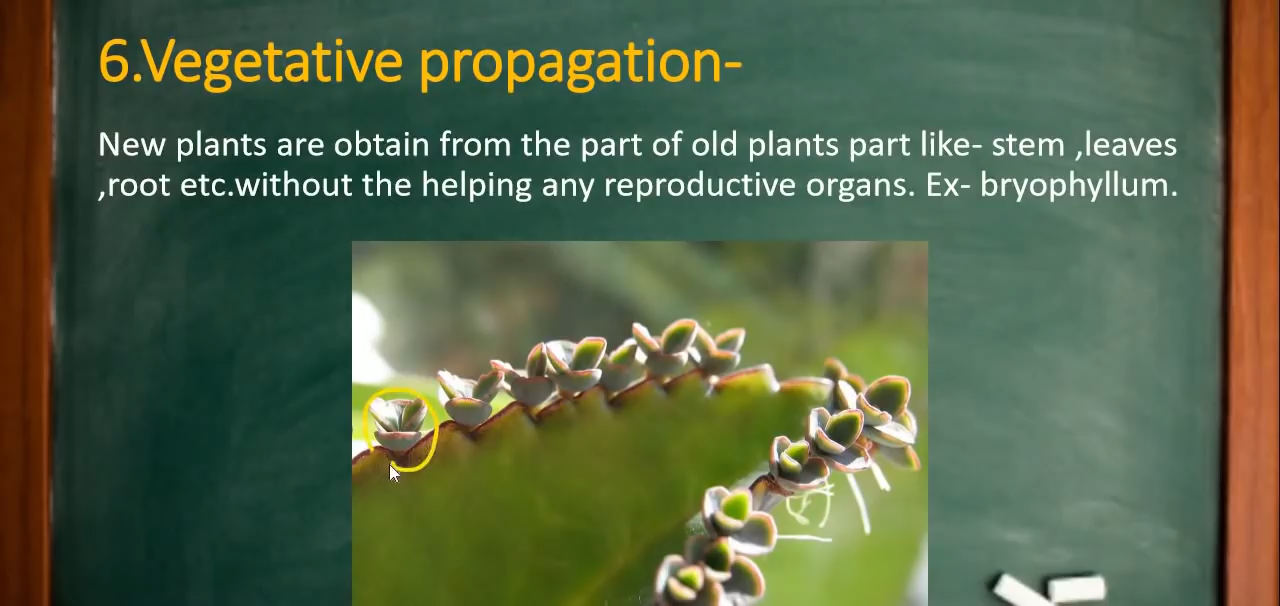 6.Vegetative propagation-
New plants are obtain from the part of old plants part like- stem ,leaves
,root etc.without the helping any reproductive organs. Ex- bryophyllum.